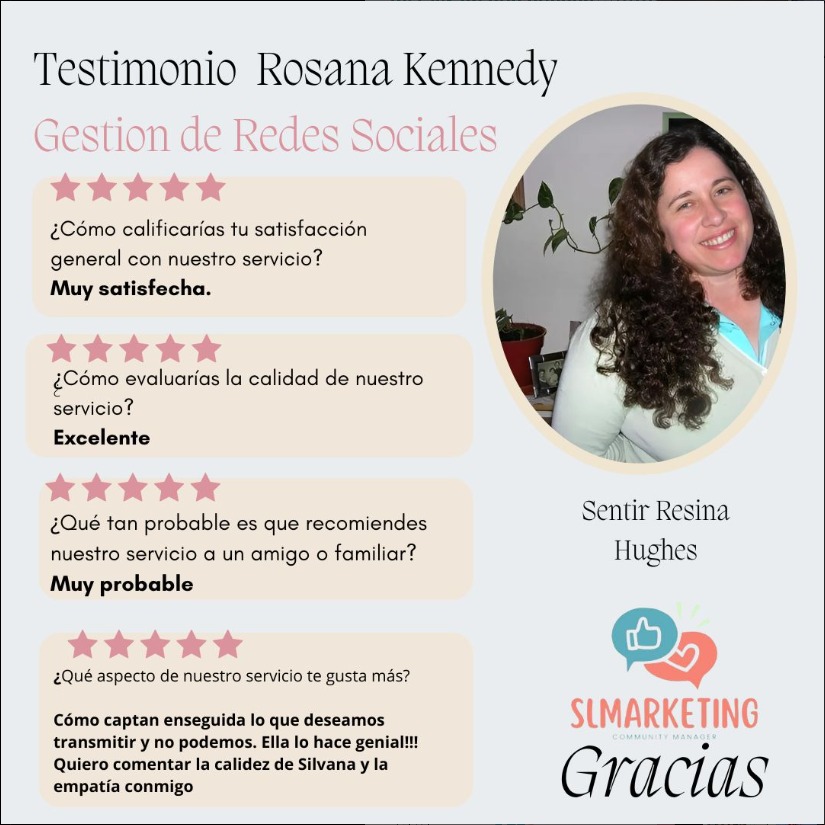 Testimonio Rosana Kennedy
Gestion de Redes Sociales
¿Cómo calificarías tu satisfacción
general con nuestro servicio?
Muy satisfecha.
¿Cómo evaluarías la calidad de nuestro
servicio?
Excelente
¿Qué tan probable es que recomiendes
nuestro servicio a un amigo o familiar?
Muy probable
¿Qué aspecto de nuestro servicio te gusta más?
Cómo captan enseguida lo que deseamos
transmitir y no podemos. Ella lo hace genial!!!
Quiero comentar la calidez de Silvana y la
empatía conmigo
Sentir Resina
Hughes
SLMARKETING
COMMUNITY MANAGER
Gracias